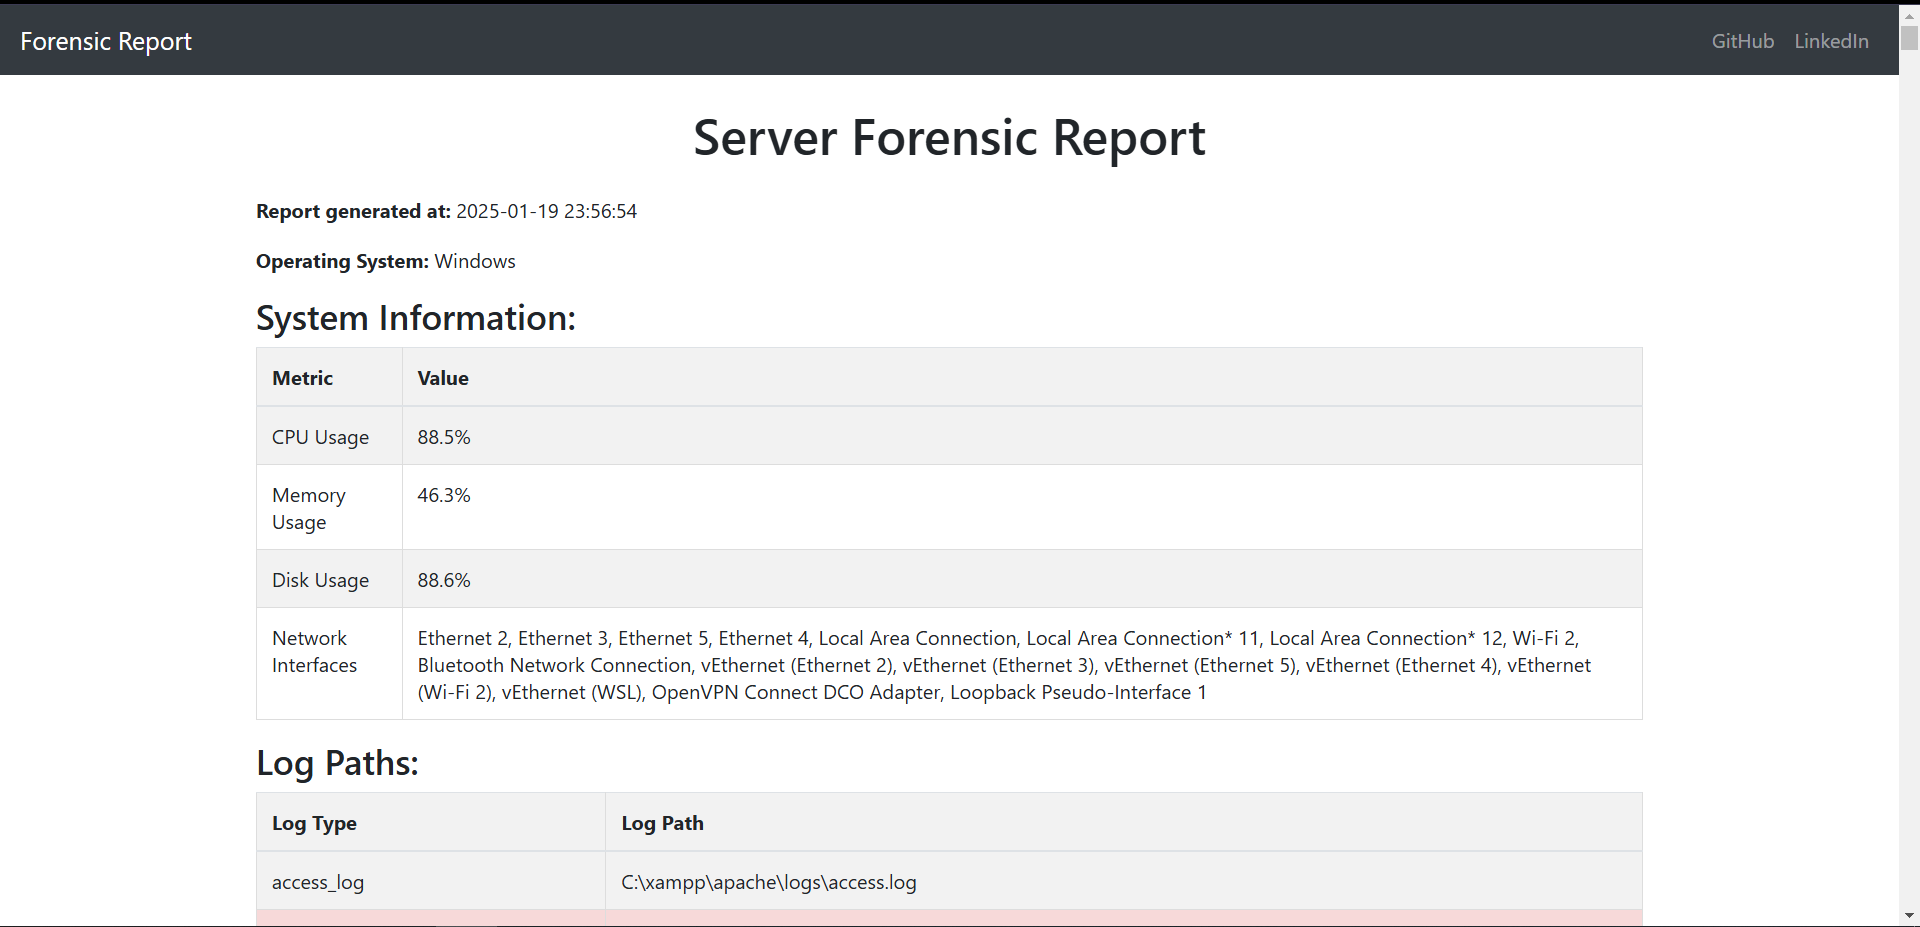 Forensic Report
GitHub LinkedIn
Server Forensic Report
Report generated at: 2025-01-19 23:56:54
Operating System: Windows
System Information:
Metric Value
CPU Usage 88.5%
Memory Usage 46.3%
Disk Usage 88.6%
Network Interfaces
Ethernet 2, Ethernet 3, Ethernet 5, Ethernet 4, Local Area Connection, Local Area Connection* 11, Local Area Connection* 12, Wi-Fi 2,
Bluetooth Network Connection, vEthernet (Ethernet 2), vEthernet (Ethernet 3), vEthernet (Ethernet 5), vEthernet (Ethernet 4), vEthernet
(Wi-Fi 2), vEthernet (WSL), OpenVPN Connect DCO Adapter, Loopback Pseudo-Interface 1
Log Paths:
Log Type Log Path
access_log C:\xampp\apache\logs\access.log